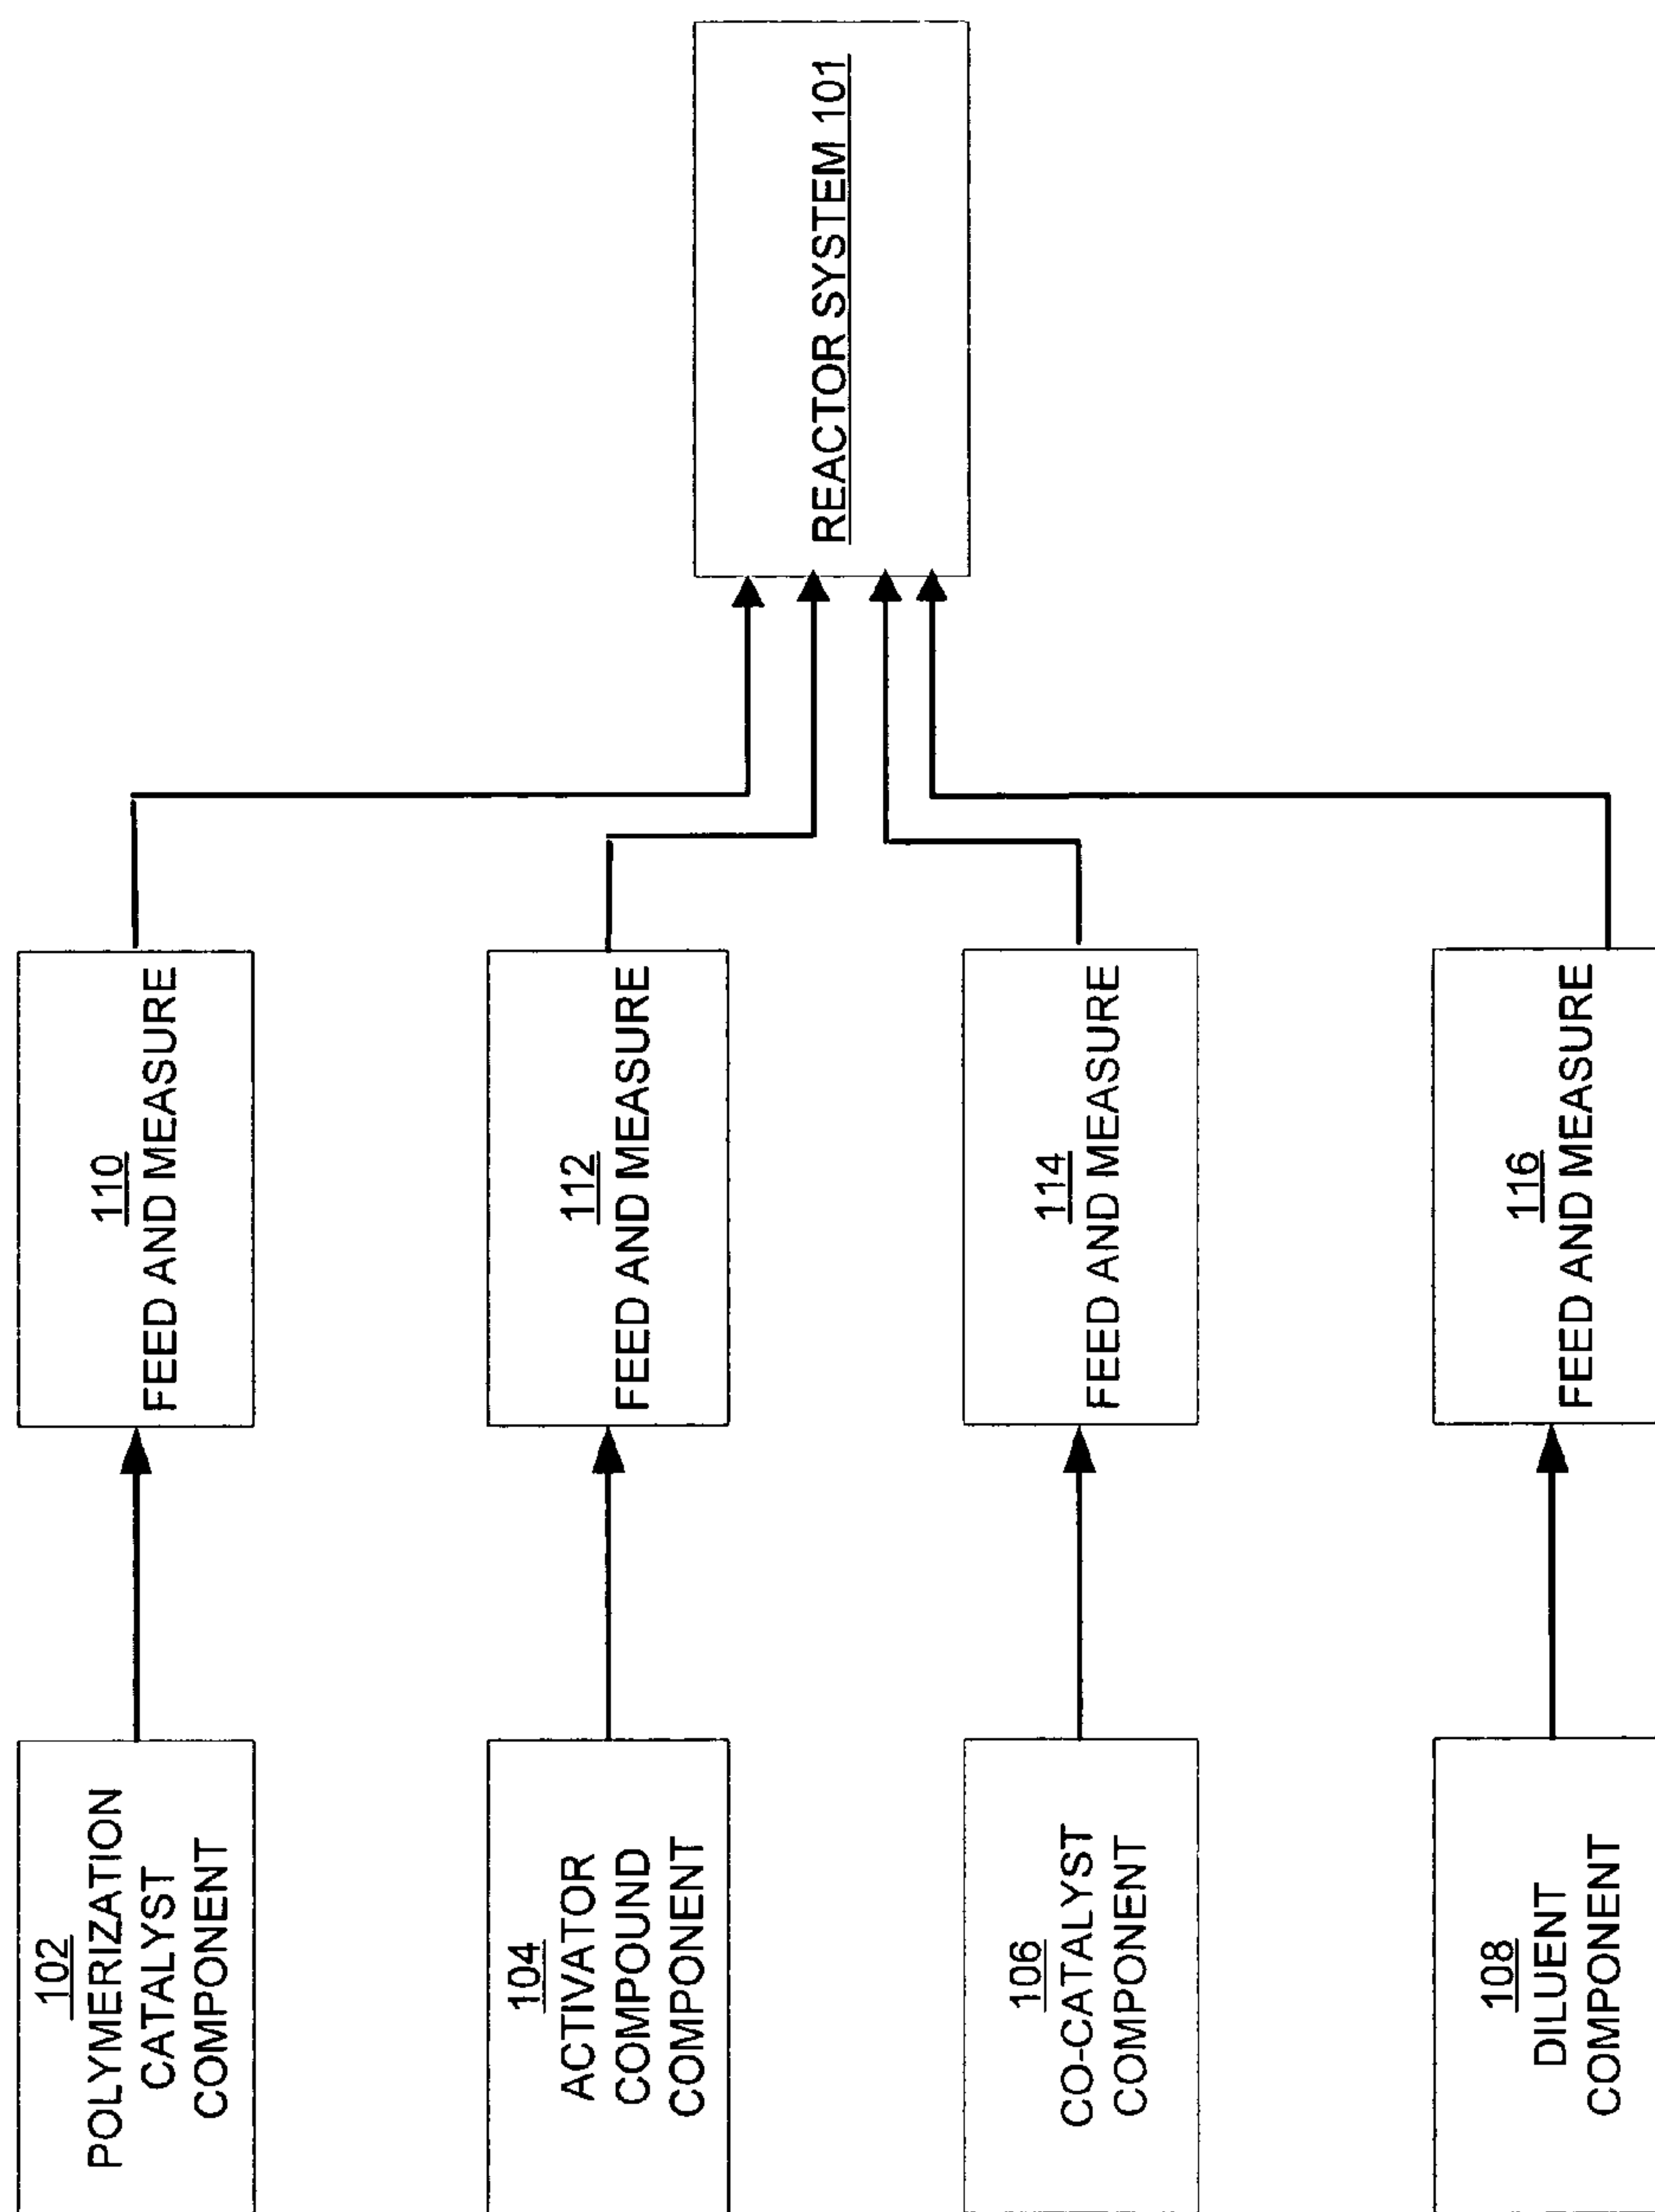 102
POLYMERIZATION
CATALYST
COMPONENT
110
FEED AND MEASURE
104
ACTIVATOR
COMPOUND
COMPONENT
112
FEED AND MEASURE
REACTOR SYSTEM 101
106
CO-CATALYST
COMPONENT
114
FEED AND MEASURE
108
DILUENT
COMPONENT
116
FEED AND MEASURE